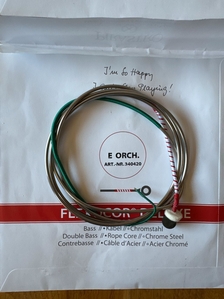 I'm So Happy
Playing!
E ORCH.
ART.-NR. 140420
Bass // • Kabel // • Chromstahl
Double Bass // • Rope Core // • Chrome Steel
Contrebasse // • Câble d'Acier // • Acier Chromé